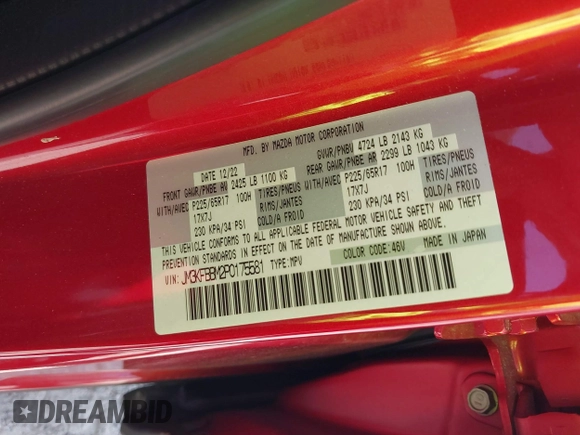 MFD. BY MAZDA MOTOR CORPORATION
DATE 12/22 GVWR/PNBV 4724 LB 2143 KG
FRONT GAWR/PNBE AV 2425 LB 1100 KG REAR GAWR/PNBE AR 2299 LB 1043 KG
WITH/AVEC P225/65R17 100H TIRES/PNEUS WITH/AVEC P225/65R17 100H TIRES/PNEUS
17X7J RIMS/JANTES 17X7J RIMS/JANTES
230 KPA/34 PSI COLD/A FROID 230 KPA/34 PSI COLD/A FROID
THIS VEHICLE CONFORMS TO ALL APPLICABLE FEDERAL MOTOR VEHICLE SAFETY AND THEFT
PREVENTION STANDARDS IN EFFECT ON THE DATE OF MANUFACTURE SHOWN ABOVE.
VIN: JM3KFBBM2P0175581 TYPE:MPV COLOR CODE:46V MADE IN JAPAN
DREAMBID